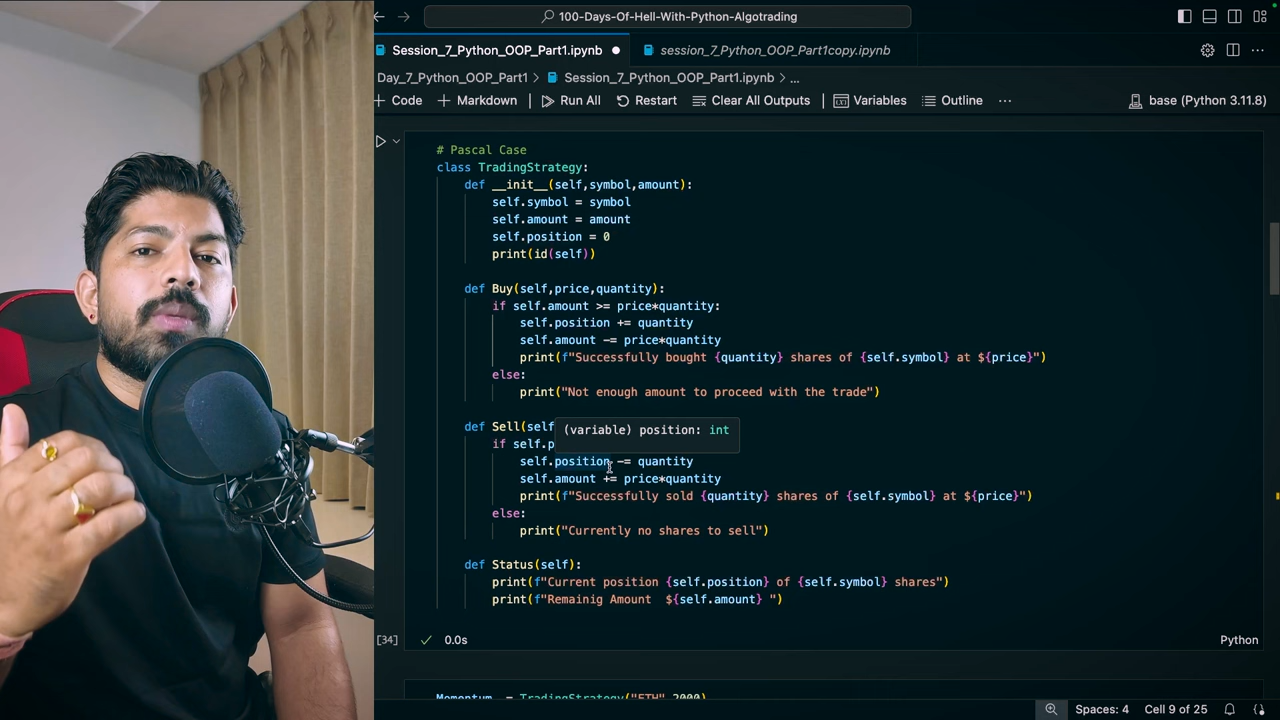 100-Days-Of-Hell-With-Python-Algotrading
Session_7_Python_OOP_Part1.ipynb
session_7_Python_OOP_Part1copy.ipynb
Day_7_Python_OOP_Part1 > Session_7_Python_OOP_Part1.ipynb > ...
+ Code + Markdown | Run All Restart Clear All Outputs | Variables Outline ... base (Python 3.11.8)
# Pascal Case
class TradingStrategy:
def __init__(self,symbol,amount):
self.symbol = symbol
self.amount = amount
self.position = 0
print(id(self))
def Buy(self,price,quantity):
if self.amount >= price*quantity:
self.position += quantity
self.amount -= price*quantity
print(f"Successfully bought {quantity} shares of {self.symbol} at ${price}")
else:
print("Not enough amount to proceed with the trade")
def Sell(self
(variable) position: int
if self.p
self.position -= quantity
self.amount += price*quantity
print(f"Successfully sold {quantity} shares of {self.symbol} at ${price}")
else:
print("Currently no shares to sell")
def Status(self):
print(f"Current position {self.position} of {self.symbol} shares")
print(f"Remainig Amount  ${self.amount} ")
[34] 0.0s Python
Momentum = TradingStrategy("ETH",2000)
Spaces: 4 Cell 9 of 25